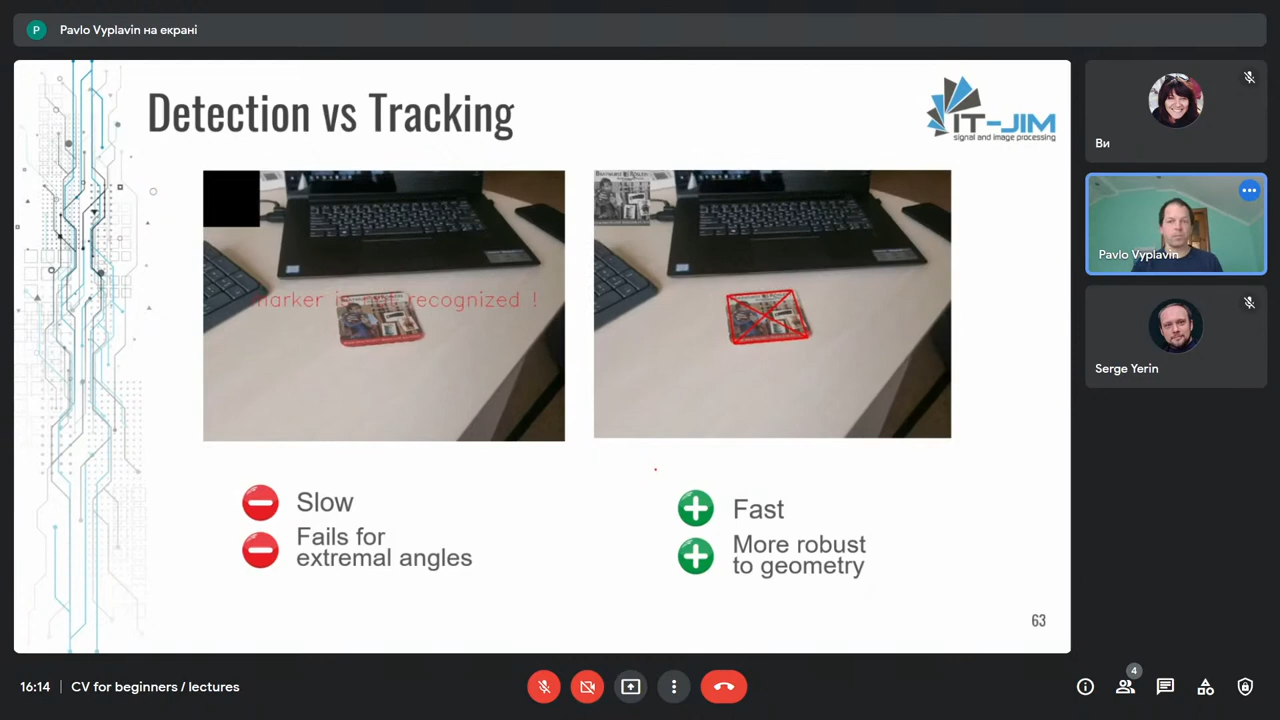 P
Pavlo Vyplavin на екрані
Detection vs Tracking
IT-JIM
signal and image processing
marker is not recognized !
Slow
Fails for
extremal angles
Fast
More robust
to geometry
63
Ви
Pavlo Vyplavin
Serge Yerin
16:14 | CV for beginners / lectures
4